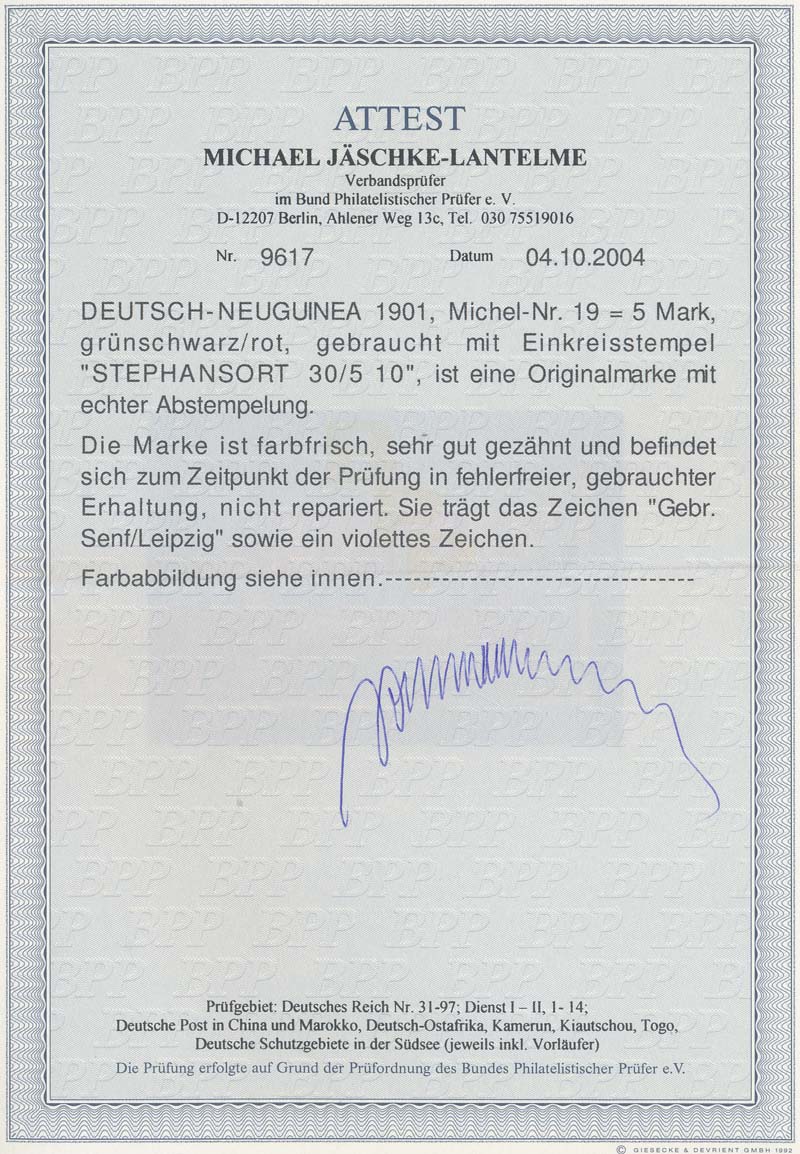 ATTEST
MICHAEL JÄSCHKE-LANTELME
Verbandsprüfer
im Bund Philatelistischer Prüfer e. V.
D-12207 Berlin, Ahlener Weg 13c, Tel. 030 75519016
Nr. 9617 Datum 04.10.2004
DEUTSCH-NEUGUINEA 1901, Michel-Nr. 19 = 5 Mark,
grünschwarz/rot, gebraucht mit Einkreisstempel
"STEPHANSORT 30/5 10", ist eine Originalmarke mit
echter Abstempelung.
Die Marke ist farbfrisch, sehr gut gezähnt und befindet
sich zum Zeitpunkt der Prüfung in fehlerfreier, gebrauchter
Erhaltung, nicht repariert. Sie trägt das Zeichen "Gebr.
Senf/Leipzig" sowie ein violettes Zeichen.
Farbabbildung siehe innen.----------------------------------
Prüfgebiet: Deutsches Reich Nr. 31-97; Dienst I – II, 1- 14;
Deutsche Post in China und Marokko, Deutsch-Ostafrika, Kamerun, Kiautschou, Togo,
Deutsche Schutzgebiete in der Südsee (jeweils inkl. Vorläufer)
Die Prüfung erfolgte auf Grund der Prüfordnung des Bundes Philatelistischer Prüfer e.V.
© GIESECKE & DEVRIENT GMBH 1992